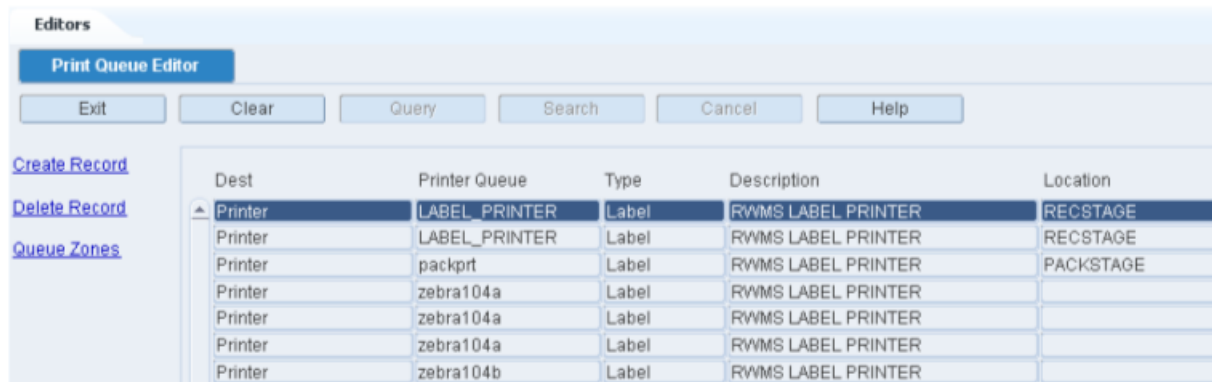 Editors
Print Queue Editor
Exit Clear Query Search Cancel Help
Create Record
Delete Record
Queue Zones
Dest Printer Queue Type Description Location
Printer LABEL_PRINTER Label RWMS LABEL PRINTER RECSTAGE
Printer LABEL_PRINTER Label RWMS LABEL PRINTER RECSTAGE
Printer packprt Label RWMS LABEL PRINTER PACKSTAGE
Printer zebra104a Label RWMS LABEL PRINTER
Printer zebra104a Label RWMS LABEL PRINTER
Printer zebra104a Label RWMS LABEL PRINTER
Printer zebra104b Label RWMS LABEL PRINTER